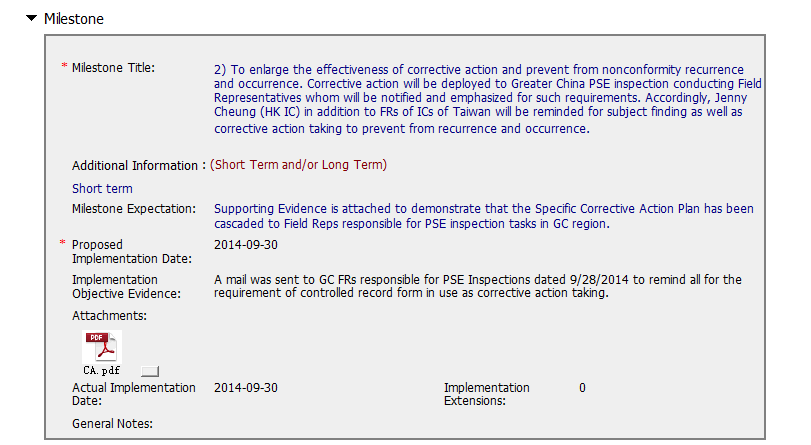 Milestone
* Milestone Title:
2) To enlarge the effectiveness of corrective action and prevent from nonconformity recurrence
and occurrence. Corrective action will be deployed to Greater China PSE inspection conducting Field
Representatives whom will be notified and emphasized for such requirements. Accordingly, Jenny
Cheung (HK IC) in addition to FRs of ICs of Taiwan will be reminded for subject finding as well as
corrective action taking to prevent from recurrence and occurrence.
Additional Information : (Short Term and/or Long Term)
Short term
Milestone Expectation:
Supporting Evidence is attached to demonstrate that the Specific Corrective Action Plan has been
cascaded to Field Reps responsible for PSE inspection tasks in GC region.
* Proposed
Implementation Date:
2014-09-30
Implementation
Objective Evidence:
A mail was sent to GC FRs responsible for PSE Inspections dated 9/28/2014 to remind all for the
requirement of controlled record form in use as corrective action taking.
Attachments:
PDF
CA.pdf
Actual Implementation
Date:
2014-09-30
Implementation
Extensions:
0
General Notes: